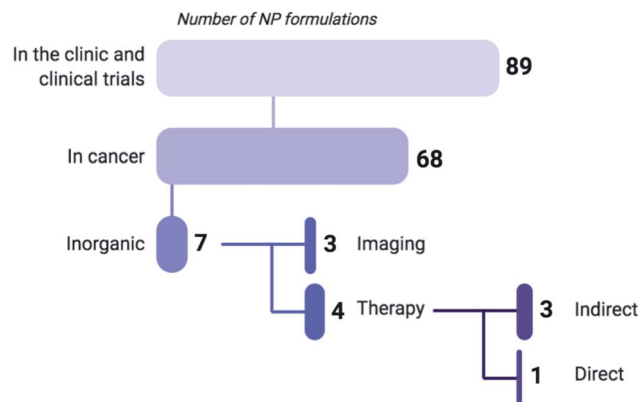 Number of NP formulations
In the clinic and
clinical trials
89
In cancer
68
Inorganic
7
3
Imaging
4
Therapy
3
Indirect
1
Direct